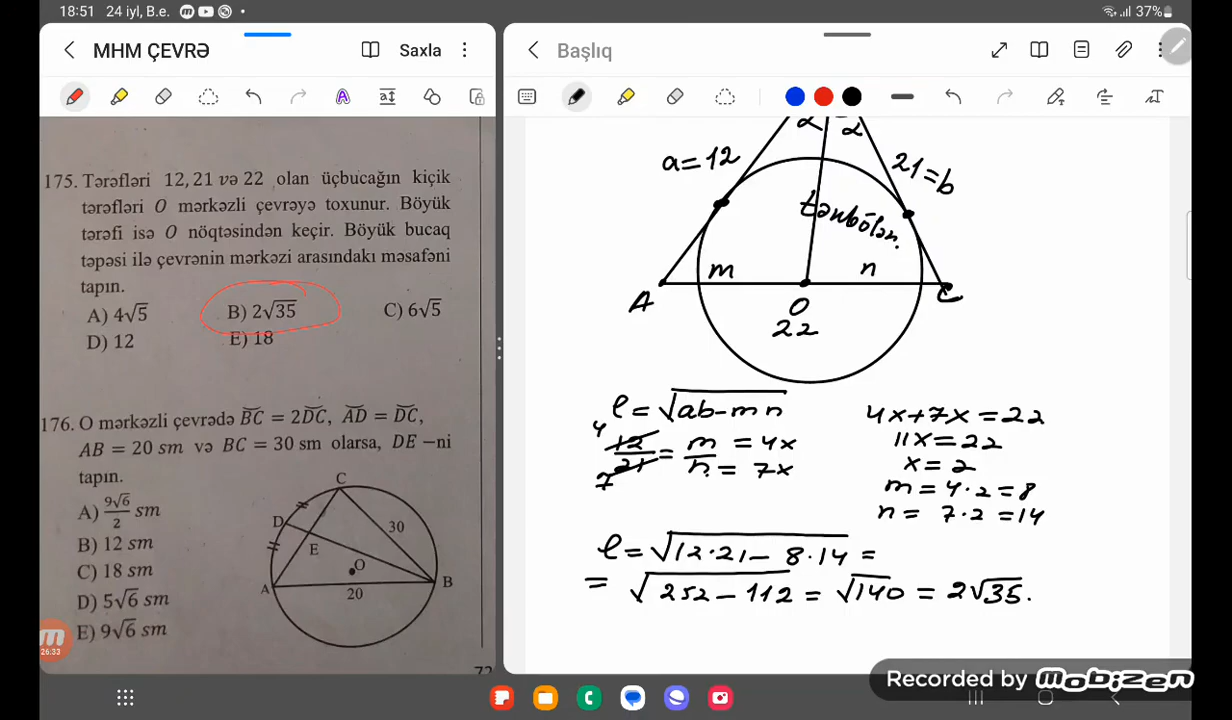 18:51 24 iyl, B.e. 37%
MHM ÇEVRƏ Saxla
Başlıq
175. Tərəfləri 12, 21 və 22 olan üçbucağın kiçik
tərəfləri O mərkəzli çevrəyə toxunur. Böyük
tərəfi isə O nöqtəsindən keçir. Böyük bucaq
təpəsi ilə çevrənin mərkəzi arasındakı məsafəni
tapın.
A) 4√5 B) 2√35 C) 6√5
D) 12 E) 18
176. O mərkəzli çevrədə B͡C = 2D͡C, A͡D = D͡C,
AB = 20 sm və BC = 30 sm olarsa, DE −ni
tapın.
A) 9√6/2 sm
B) 12 sm
C) 18 sm
D) 5√6 sm
E) 9√6 sm
C
D
30
E
O
A
B
20
72
26:33
α α
a=12
21=b
tənbölən.
m n
A O C
22
ℓ=√ab-mn
4 12/21 7 = m/n = 4x/7x
4x+7x=22
11x=22
x=2
m=4·2=8
n= 7·2=14
ℓ=√12·21- 8·14 =
= √252-112 = √140 = 2√35.
Recorded by mobizen